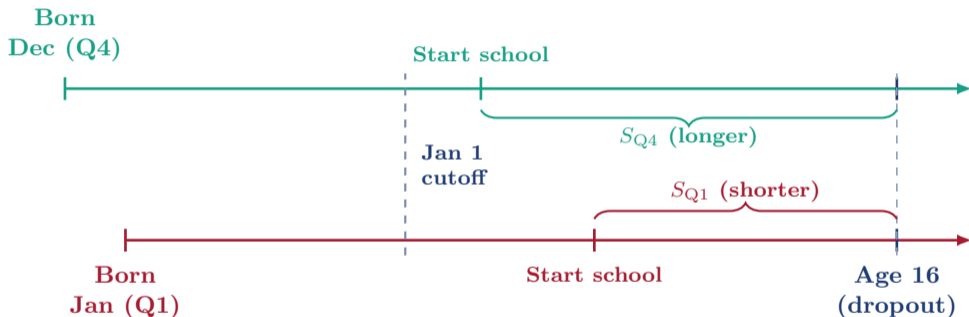 Born
Dec (Q4)
Start school
S_Q4 (longer)
Jan 1
cutoff
S_Q1 (shorter)
Born
Jan (Q1)
Start school
Age 16
(dropout)